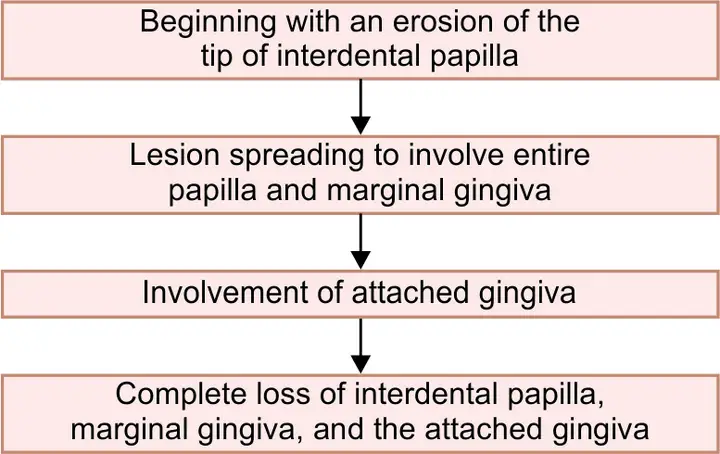 Beginning with an erosion of the
tip of interdental papilla
Lesion spreading to involve entire
papilla and marginal gingiva
Involvement of attached gingiva
Complete loss of interdental papilla,
marginal gingiva, and the attached gingiva